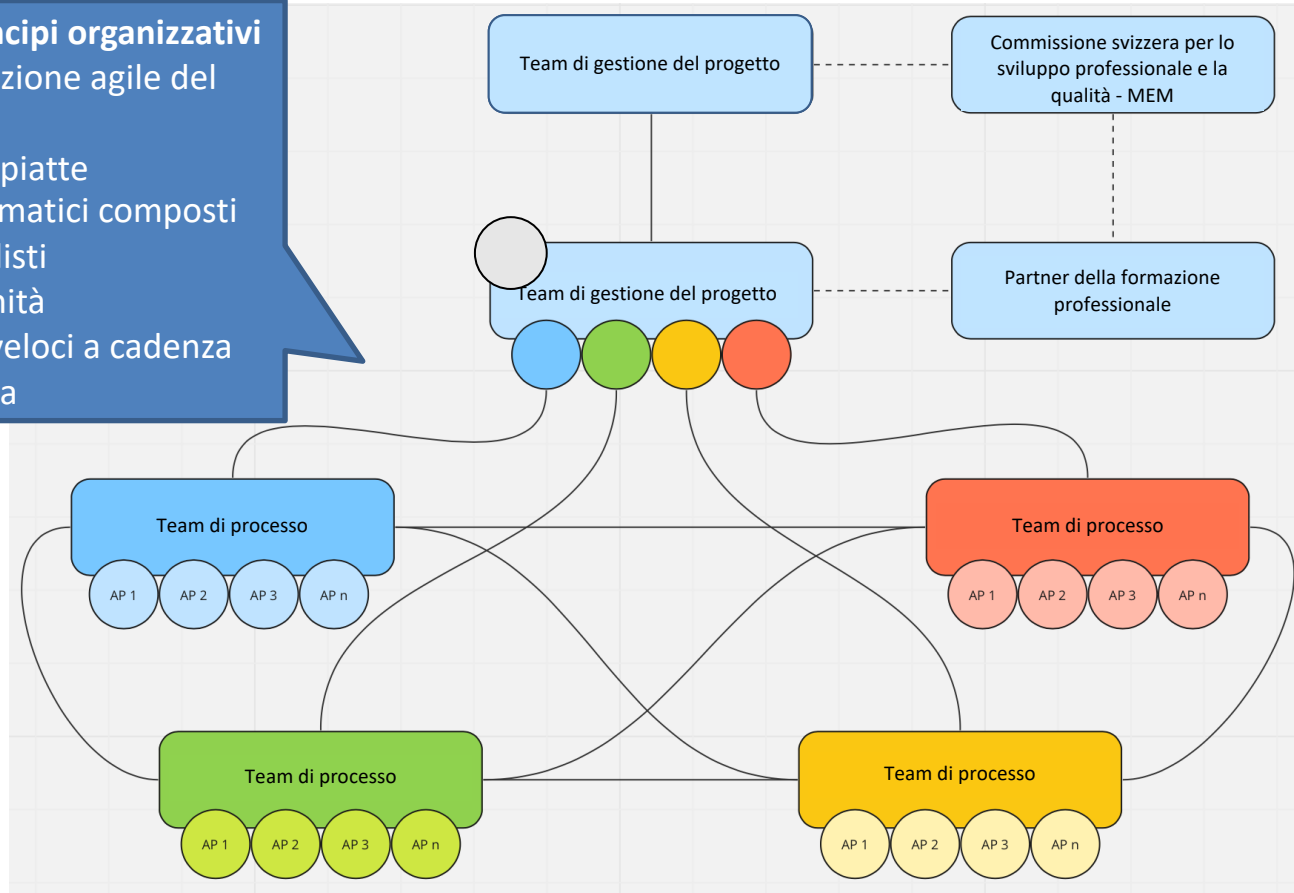 ncipi organizzativi
zione agile del
piatte
matici composti
listi
nità
veloci a cadenza
a
Team di gestione del progetto
Commissione svizzera per lo
sviluppo professionale e la
qualità - MEM
Team di gestione del progetto
Partner della formazione
professionale
Team di processo
AP 1
AP 2
AP 3
AP n
Team di processo
AP 1
AP 2
AP 3
AP n
Team di processo
AP 1
AP 2
AP 3
AP n
Team di processo
AP 1
AP 2
AP 3
AP n